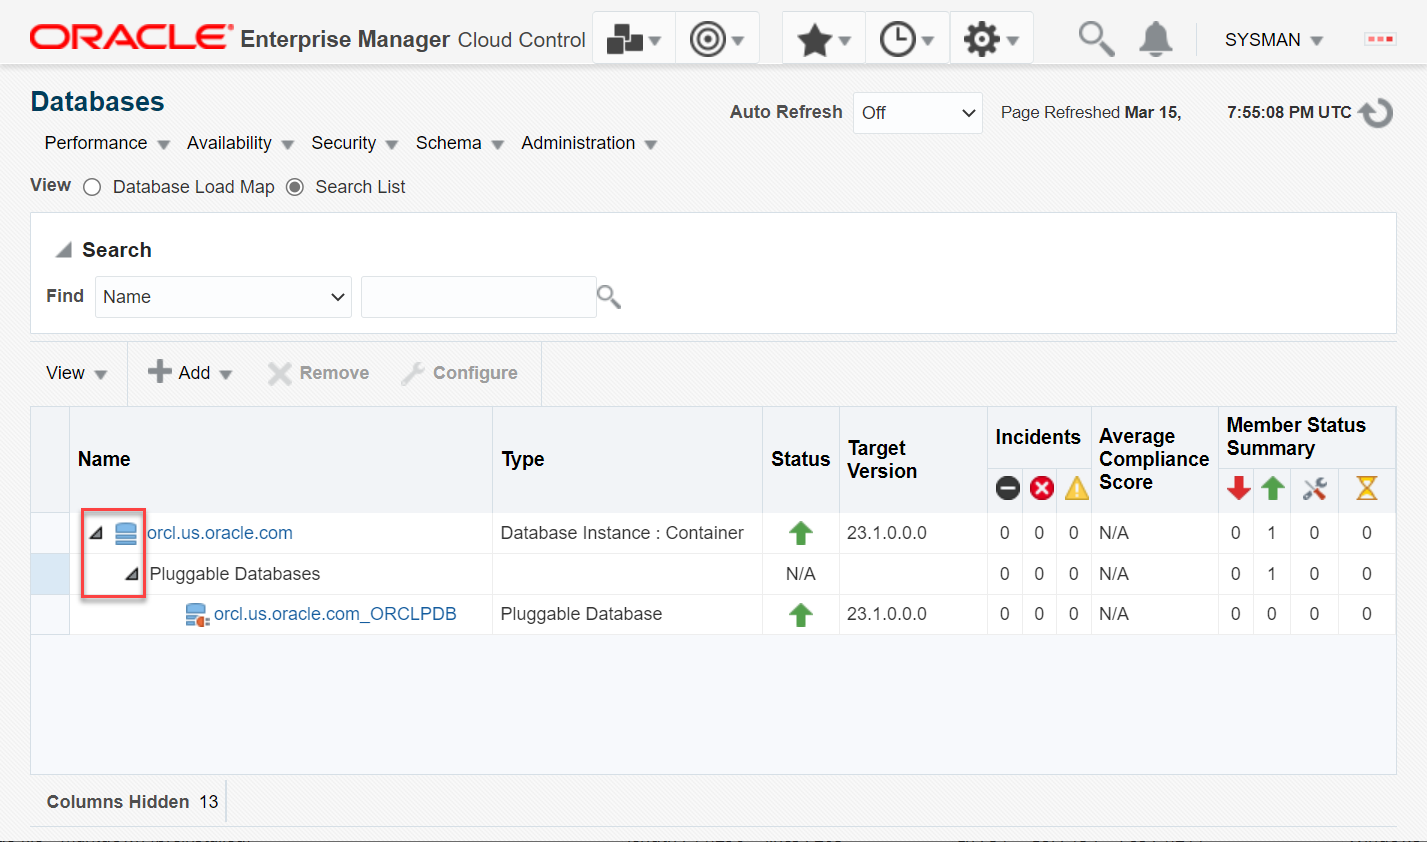 ORACLE Enterprise Manager Cloud Control SYSMAN
Databases
Auto Refresh Off Page Refreshed Mar 15, 7:55:08 PM UTC
Performance Availability Security Schema Administration
View Database Load Map Search List
Search
Find Name
View Add Remove Configure
Name Type Status Target Version Incidents Average Compliance Score Member Status Summary
orcl.us.oracle.com Database Instance : Container 23.1.0.0.0 0 0 0 N/A 0 1 0 0
Pluggable Databases N/A 0 0 0 N/A 0 1 0 0
orcl.us.oracle.com_ORCLPDB Pluggable Database 23.1.0.0.0 0 0 0 N/A 0 0 0 0
Columns Hidden 13